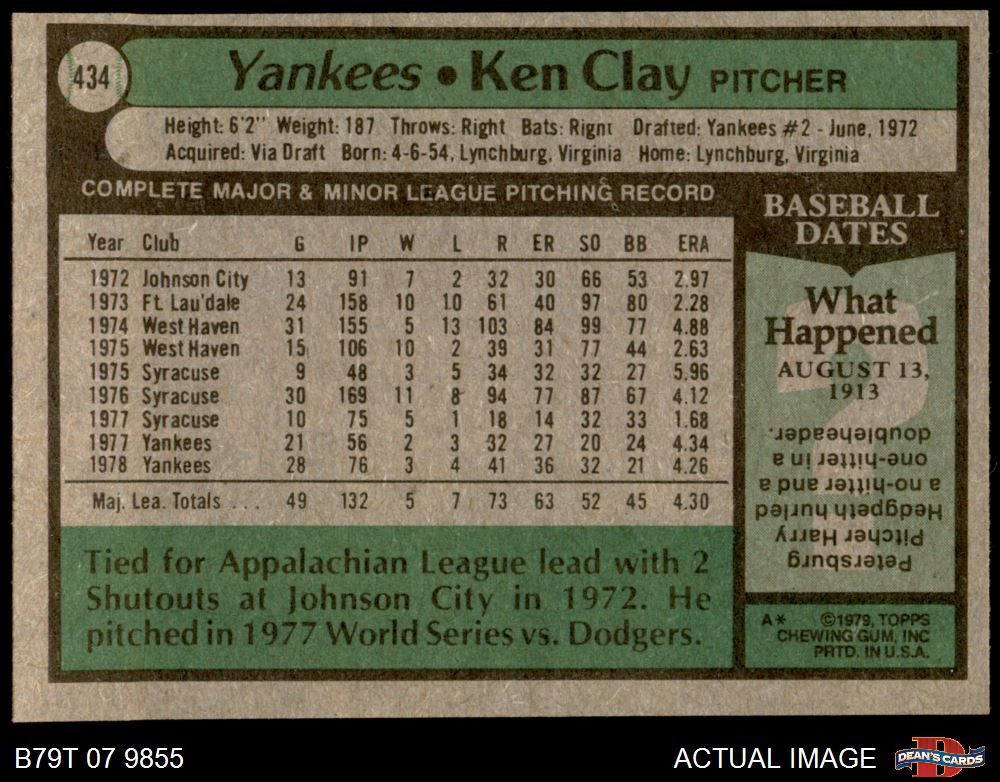 434
Yankees • Ken Clay PITCHER
Height: 6'2" Weight: 187 Throws: Right Bats: Right Drafted: Yankees #2 - June, 1972
Acquired: Via Draft Born: 4-6-54, Lynchburg, Virginia Home: Lynchburg, Virginia
COMPLETE MAJOR & MINOR LEAGUE PITCHING RECORD
Year Club G IP W L R ER SO BB ERA
1972 Johnson City 13 91 7 2 32 30 66 53 2.97
1973 Ft. Lau'dale 24 158 10 10 61 40 97 80 2.28
1974 West Haven 31 155 5 13 103 84 99 77 4.88
1975 West Haven 15 106 10 2 39 31 77 44 2.63
1975 Syracuse 9 48 3 5 34 32 32 27 5.96
1976 Syracuse 30 169 11 8 94 77 87 67 4.12
1977 Syracuse 10 75 5 1 18 14 32 33 1.68
1977 Yankees 21 56 2 3 32 27 20 24 4.34
1978 Yankees 28 76 3 4 41 36 32 21 4.26
Maj. Lea. Totals ... 49 132 5 7 73 63 52 45 4.30
Tied for Appalachian League lead with 2
Shutouts at Johnson City in 1972. He
pitched in 1977 World Series vs. Dodgers.
BASEBALL
DATES
What
Happened
AUGUST 13,
1913
Petersburg
Pitcher Harry
Hedgpeth hurled
a no-hitter and a
one-hitter in a
doubleheader.
A* ©1979, TOPPS
CHEWING GUM, INC
PRTD. IN U.S.A.
B79T 07 9855
ACTUAL IMAGE
D
DEAN'S CARDS